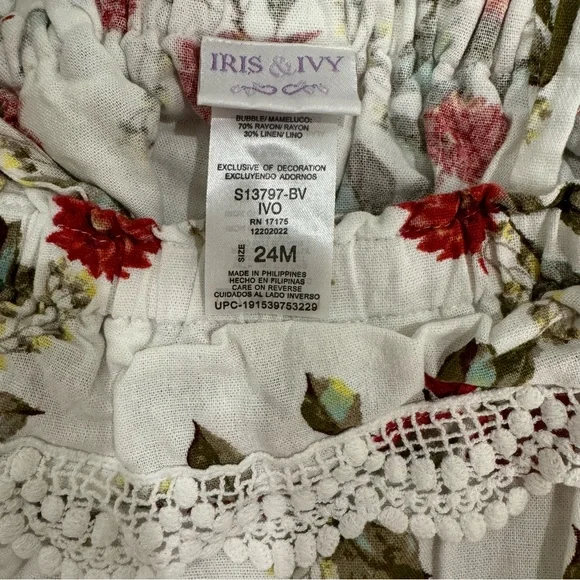 IRIS & IVY
BUBBLE/ MAMELUCO:
70% RAYON/ RAYON
30% LINEN/ LINO
EXCLUSIVE OF DECORATION
EXCLUYENDO ADORNOS
S13797-BV
IVO
RN 17175
12202022
SIZE 24M
MADE IN PHILIPPINES
HECHO EN FILIPINAS
CARE ON REVERSE
CUIDADOS AL LADO INVERSO
UPC-191539753229